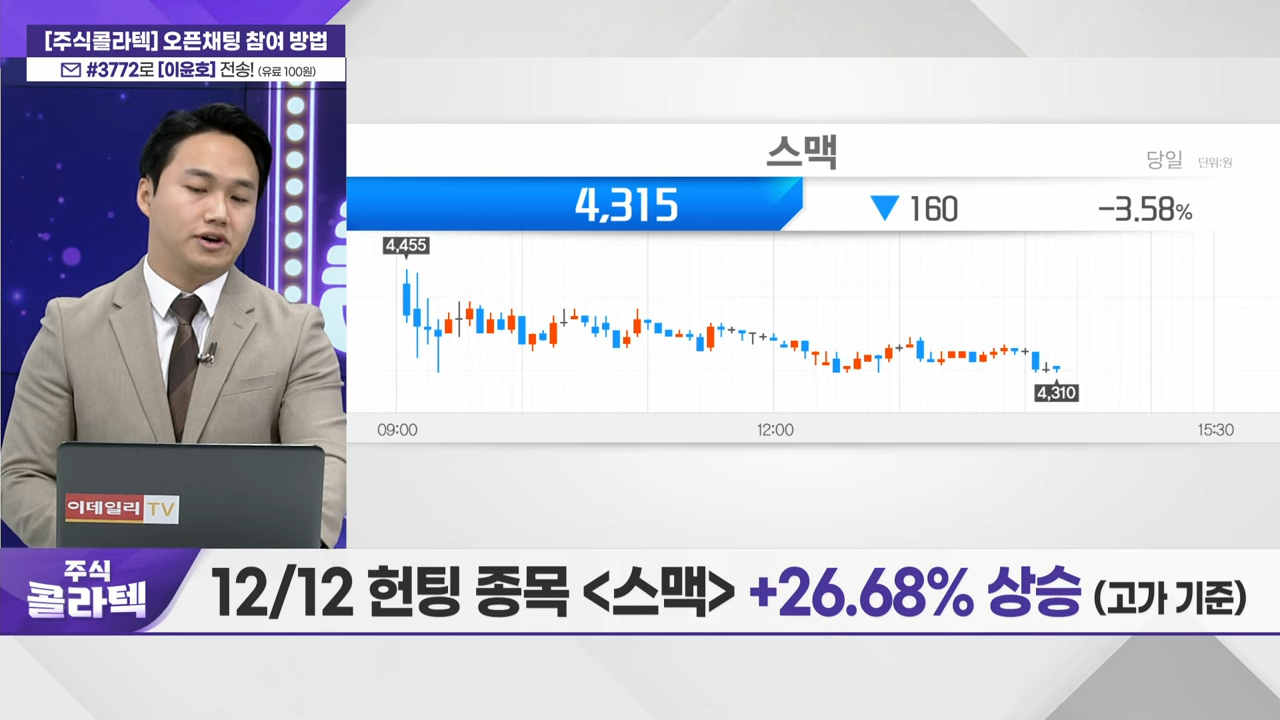 [주식콜라텍] 오픈채팅 참여 방법
#3772로 [이윤호] 전송! (유료 100원)
스맥
당일 단위:원
4,315 ▼ 160 -3.58%
4,455
4,310
09:00 12:00 15:30
이데일리 TV
주식
콜라텍
12/12 헌팅 종목 <스맥> +26.68% 상승 (고가 기준)